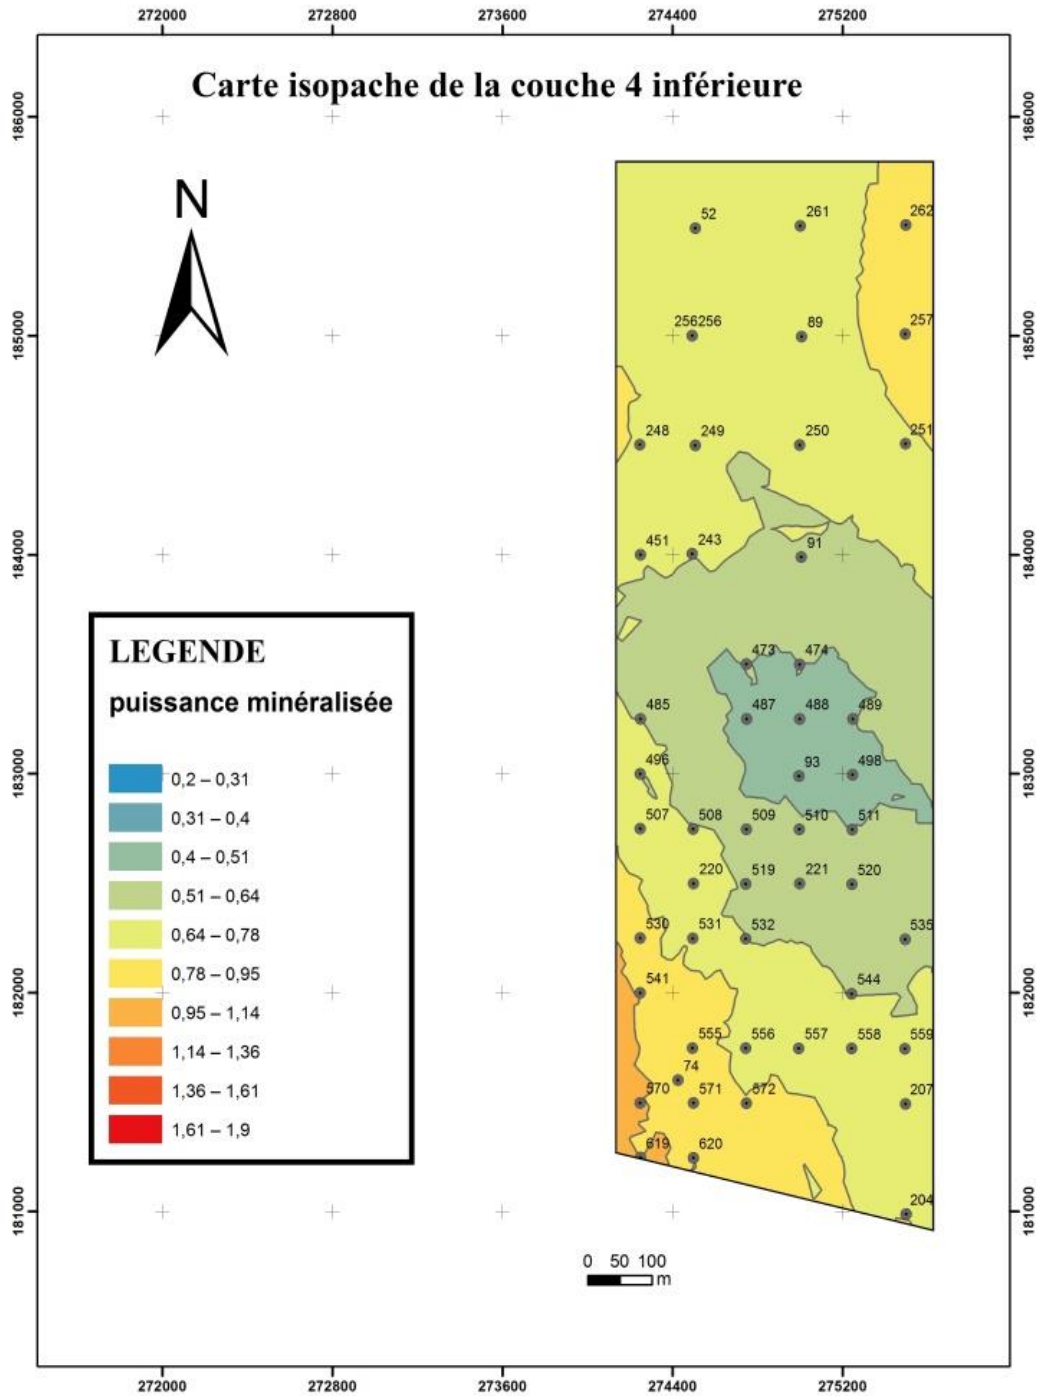 272000 272800 273600 274400 275200
Carte isopache de la couche 4 inférieure
186000 186000
N
52 261 262
256256 89 257
185000 185000
248 249 250 251
451 243 91
184000 184000
473 474
485 487 488 489
496 93 498
183000 183000
507 508 509 510 511
220 519 221 520
530 531 532 535
541 544
182000 182000
555 556 557 558 559
74
570 571 572 207
619 620
204
181000 181000
LEGENDE
puissance minéralisée
0,2 – 0,31
0,31 – 0,4
0,4 – 0,51
0,51 – 0,64
0,64 – 0,78
0,78 – 0,95
0,95 – 1,14
1,14 – 1,36
1,36 – 1,61
1,61 – 1,9
0 50 100
m
272000 272800 273600 274400 275200